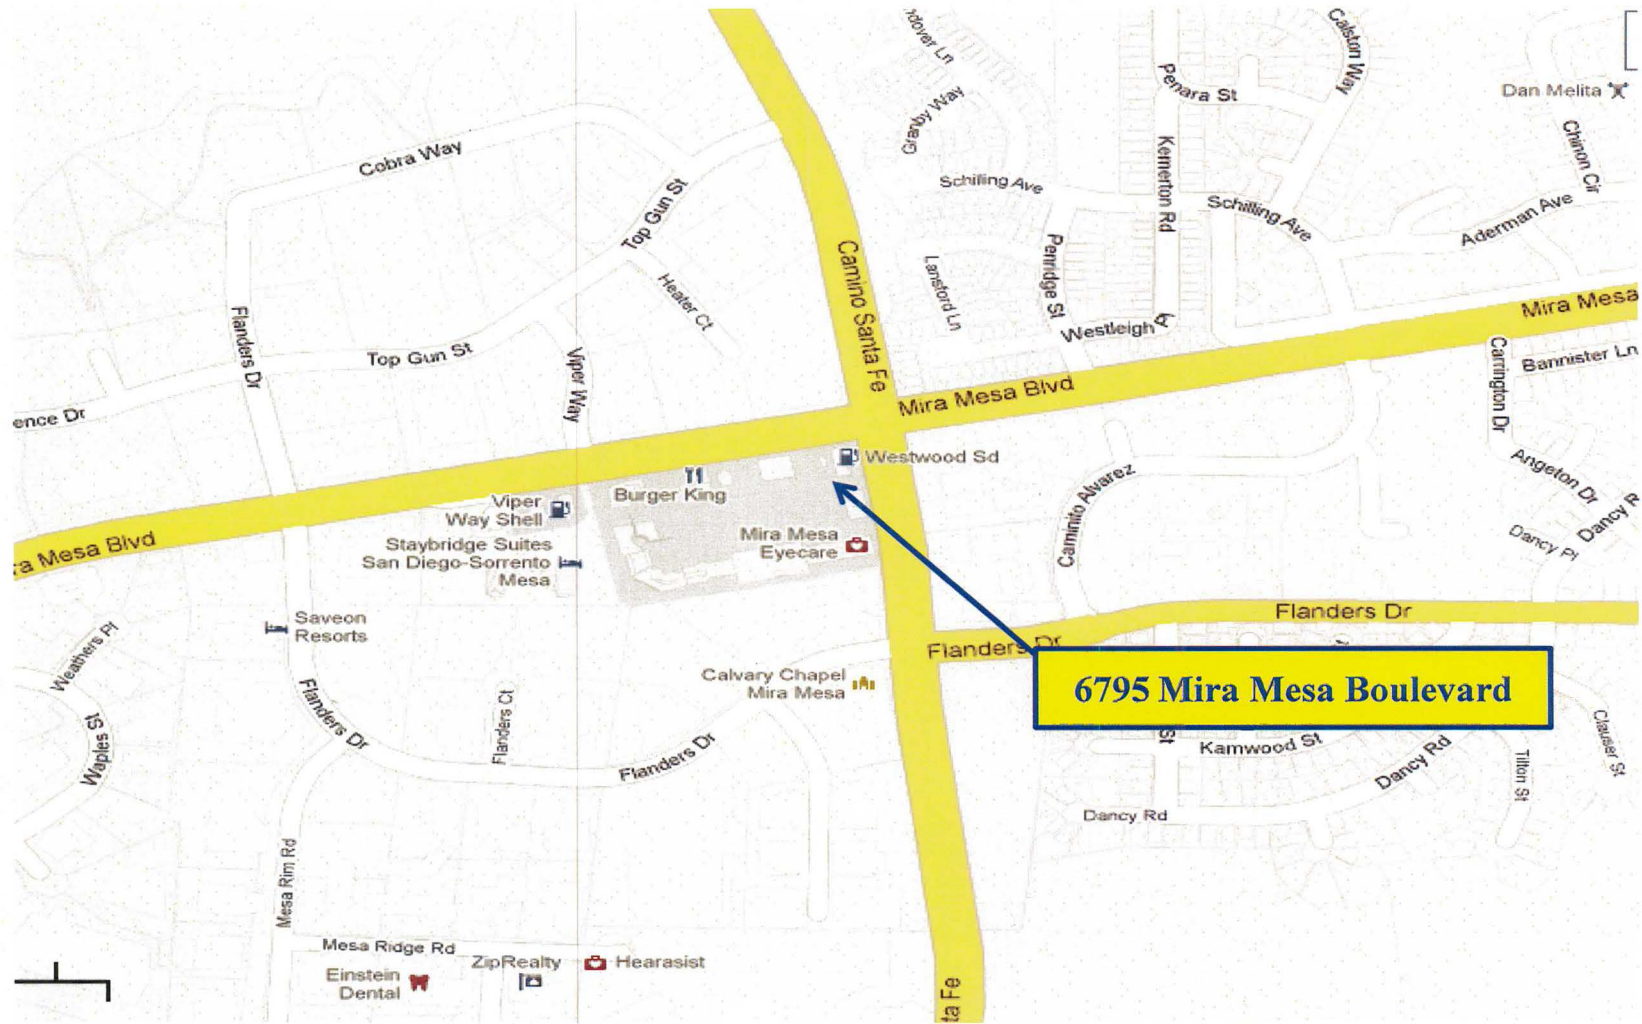 dover Ln
Calston Way
Penara St
Dan Melita
Granby Way
Chinon Cir
Cobra Way
Kemerton Rd
Schilling Ave
Top Gun St
Schilling Ave
Aderman Ave
Penridge St
Camino Santa Fe
Lansford Ln
Heater Ct
Mira Mesa
Flanders Dr
Westleigh Pl
Top Gun St
Viper Way
Carrington Dr
Bannister Ln
Mira Mesa Blvd
ence Dr
Westwood Sd
Burger King
Caminito Alvarez
Angeton Dr
Viper
Way Shell
Dancy R
ra Mesa Blvd
Mira Mesa
Eyecare
Dancy Pl
Staybridge Suites
San Diego-Sorrento
Mesa
Flanders Dr
Saveon
Resorts
Flanders Dr
Weathers Pl
Calvary Chapel
Mira Mesa
6795 Mira Mesa Boulevard
Flanders Dr
Flanders Ct
Waples St
Flanders Dr
St
Kamwood St
Dancy Rd
Tilton St
Clauser St
Dancy Rd
Mesa Rim Rd
Mesa Ridge Rd
ZipRealty
Hearasist
Einstein
Dental
ta Fe